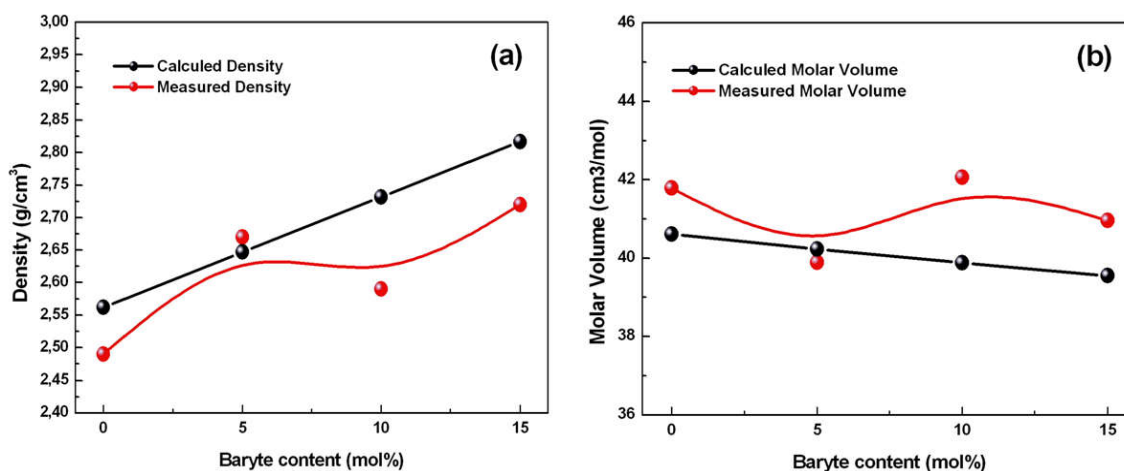 (a)
Calculed Density
Measured Density
3,00
2,95
2,90
2,85
2,80
2,75
2,70
2,65
2,60
2,55
2,50
2,45
2,40
Density (g/cm³)
0 5 10 15
Baryte content (mol%)
(b)
Calculed Molar Volume
Measured Molar Volume
46
44
42
40
38
36
Molar Volume (cm3/mol)
0 5 10 15
Baryte content (mol%)